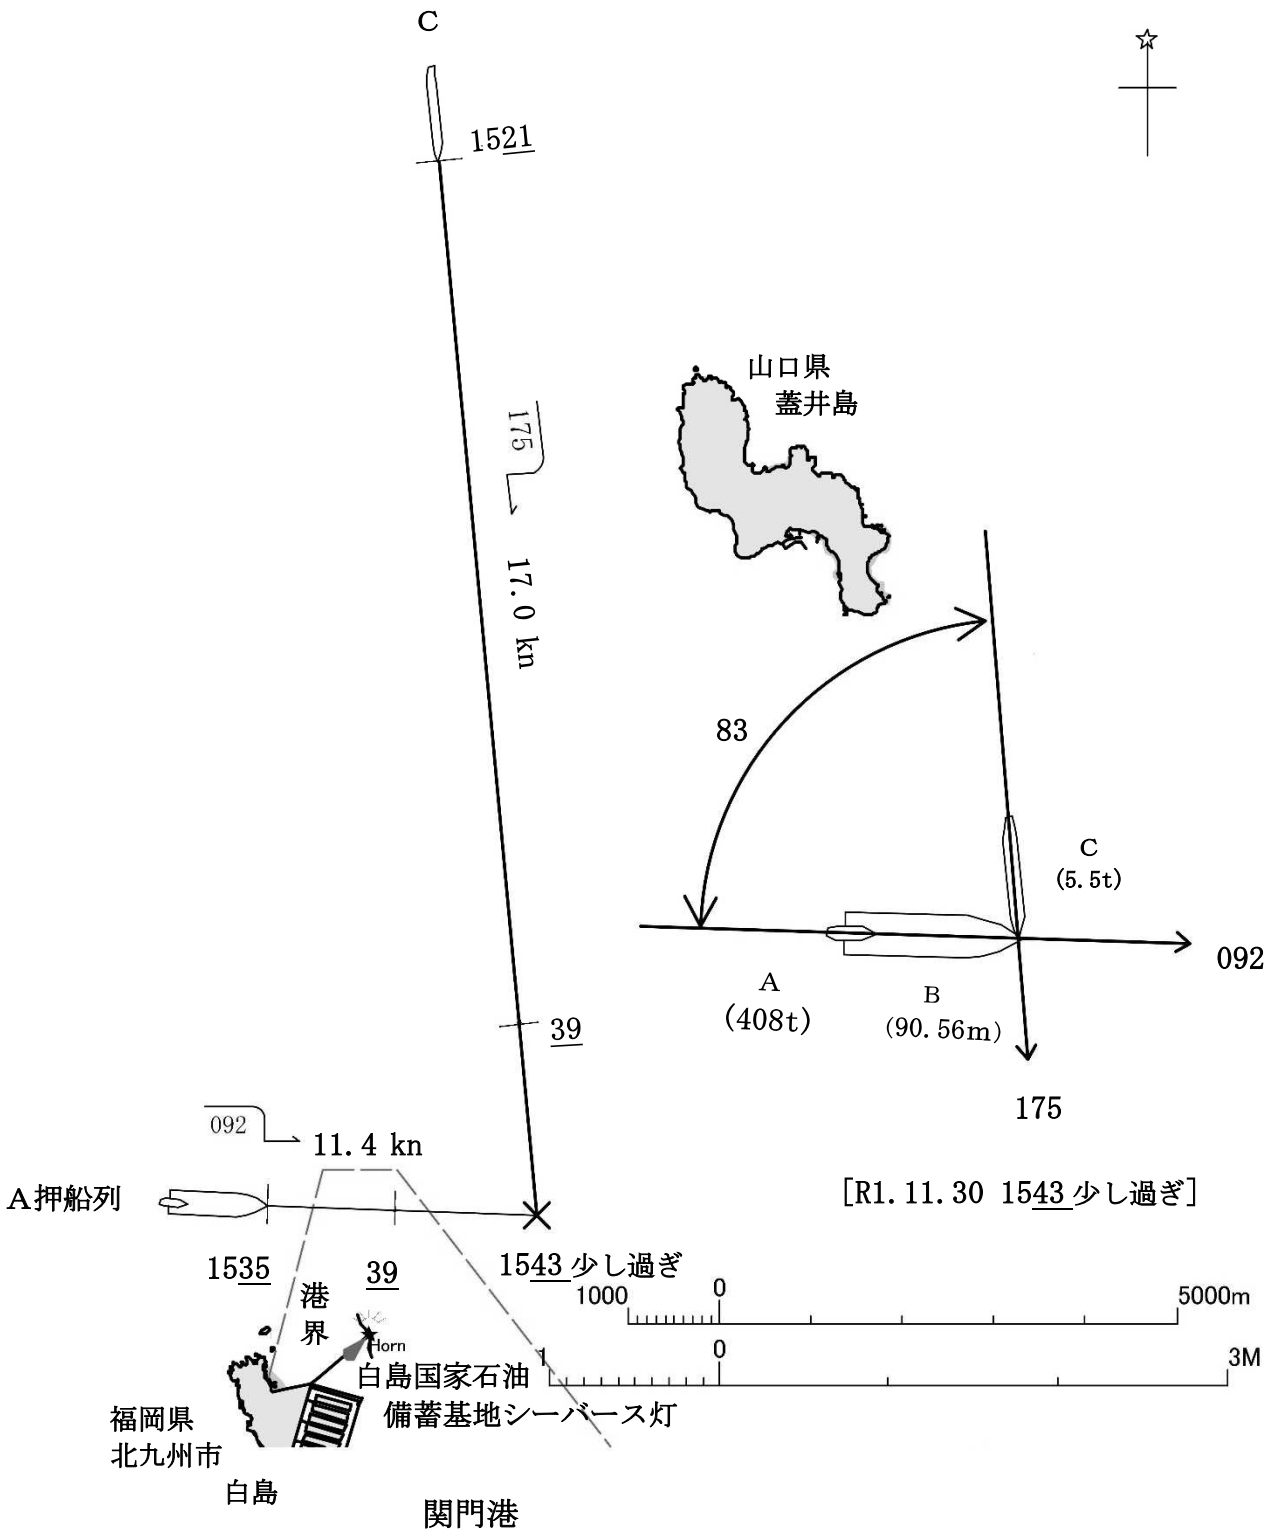 C
1521
山口県
蓋井島
175
17.0 kn
83
C
(5.5t)
092
A
(408t)
B
(90.56m)
39
175
092
11.4 kn
A押船列
[R1.11.30 1543少し過ぎ]
1535
39
1543少し過ぎ
港界
1000
0
5000m
Horn
1
0
3M
白島国家石油
備蓄基地シーバース灯
福岡県
北九州市
白島
関門港